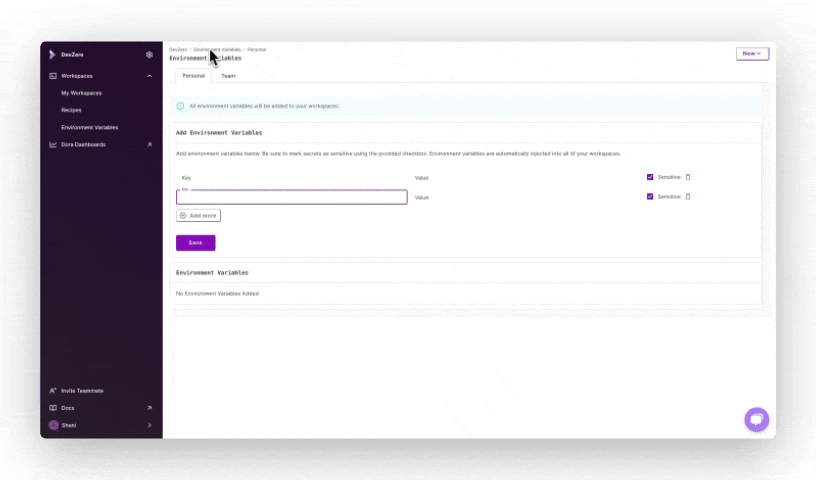 DevZero
Workspaces
My Workspaces
Recipes
Environment Variables
Dora Dashboards
Invite Teammate
Docs
Shani
DevZero / Environment Variables / Personal
Environment Variables
New
Personal Team
All environment variables will be added to your workspaces.
Add Environment Variables
Add environment variables below. Be sure to mark secrets as sensitive using the provided checkbox. Environment variables are automatically injected into all of your workspaces.
Key Value Sensitive
Key Value Sensitive
Add more
Save
Environment Variables
No Environment Variables Added